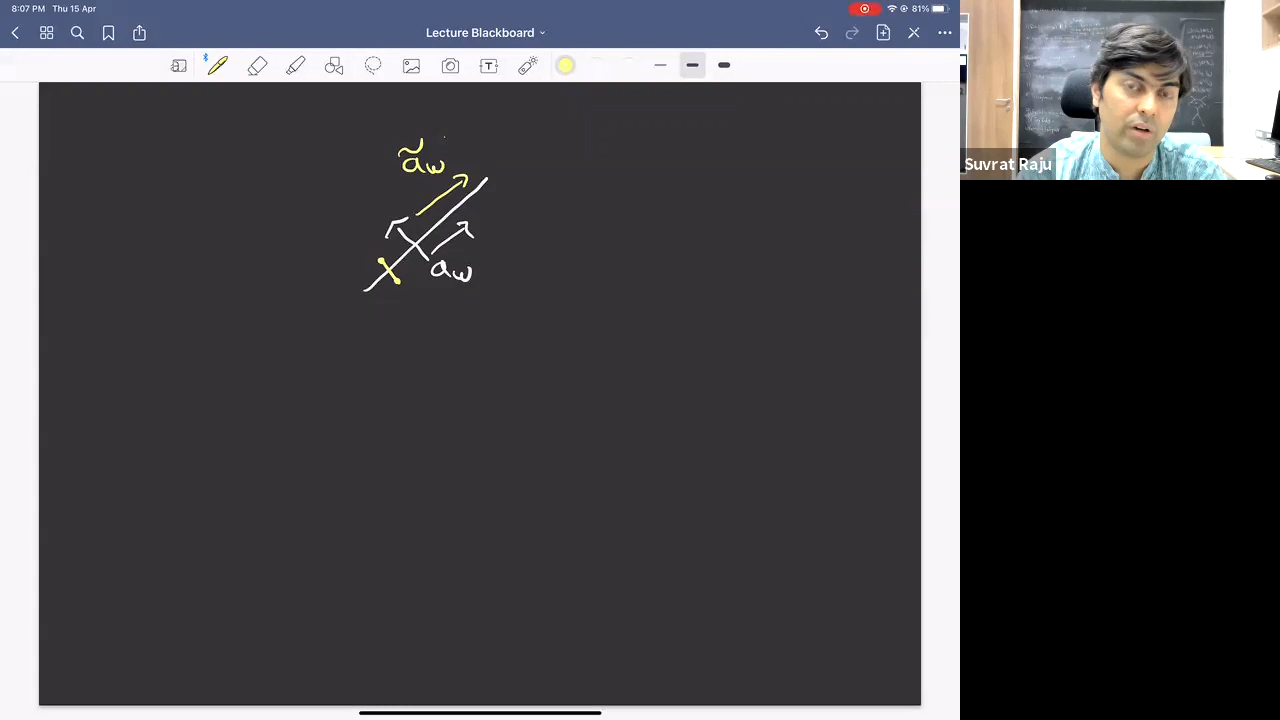 8:07 PM Thu 15 Apr
81%
Lecture Blackboard
T
Suvrat Raju
ãω
aω